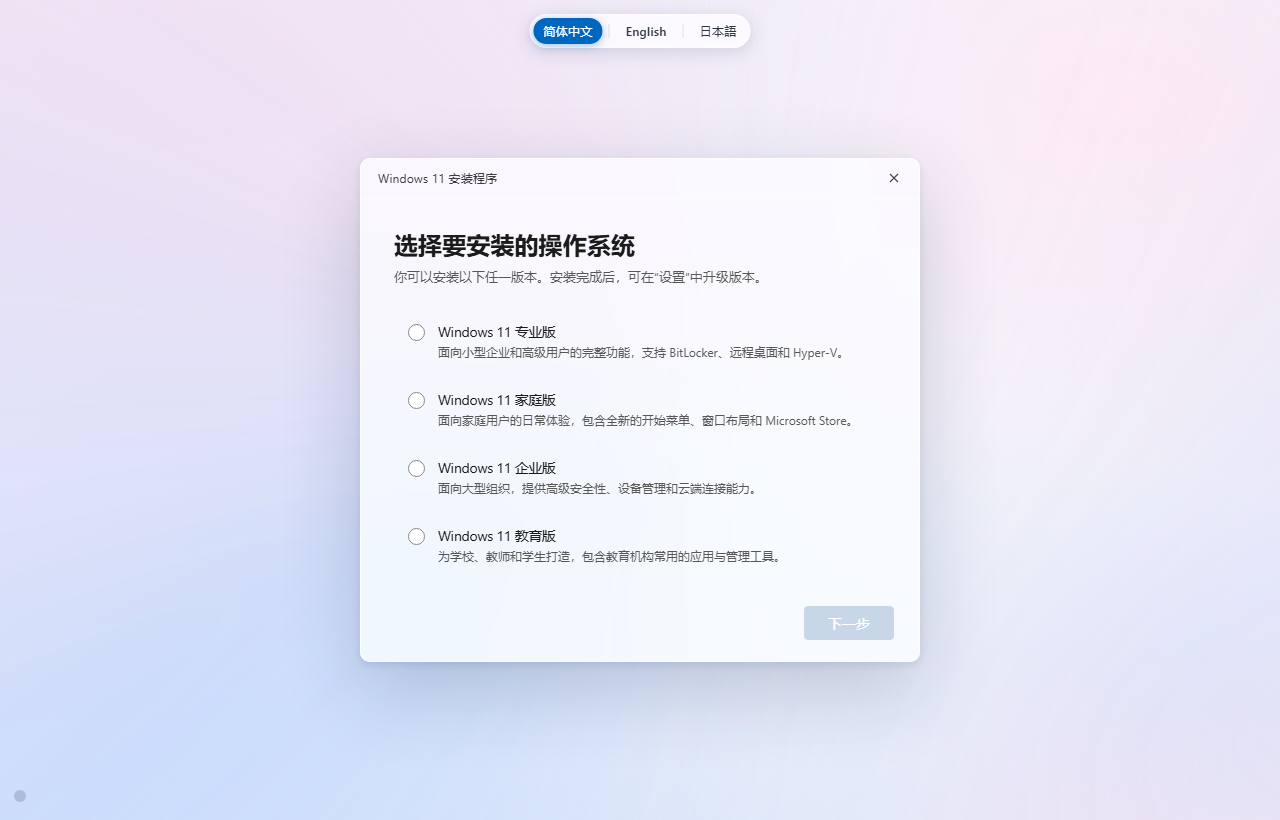 简体中文 English 日本語
Windows 11 安装程序
选择要安装的操作系统
你可以安装以下任一版本。安装完成后，可在“设置”中升级版本。
Windows 11 专业版
面向小型企业和高级用户的完整功能，支持 BitLocker、远程桌面和 Hyper-V。
Windows 11 家庭版
面向家庭用户的日常体验，包含全新的开始菜单、窗口布局和 Microsoft Store。
Windows 11 企业版
面向大型组织，提供高级安全性、设备管理和云端连接能力。
Windows 11 教育版
为学校、教师和学生打造，包含教育机构常用的应用与管理工具。
下一步